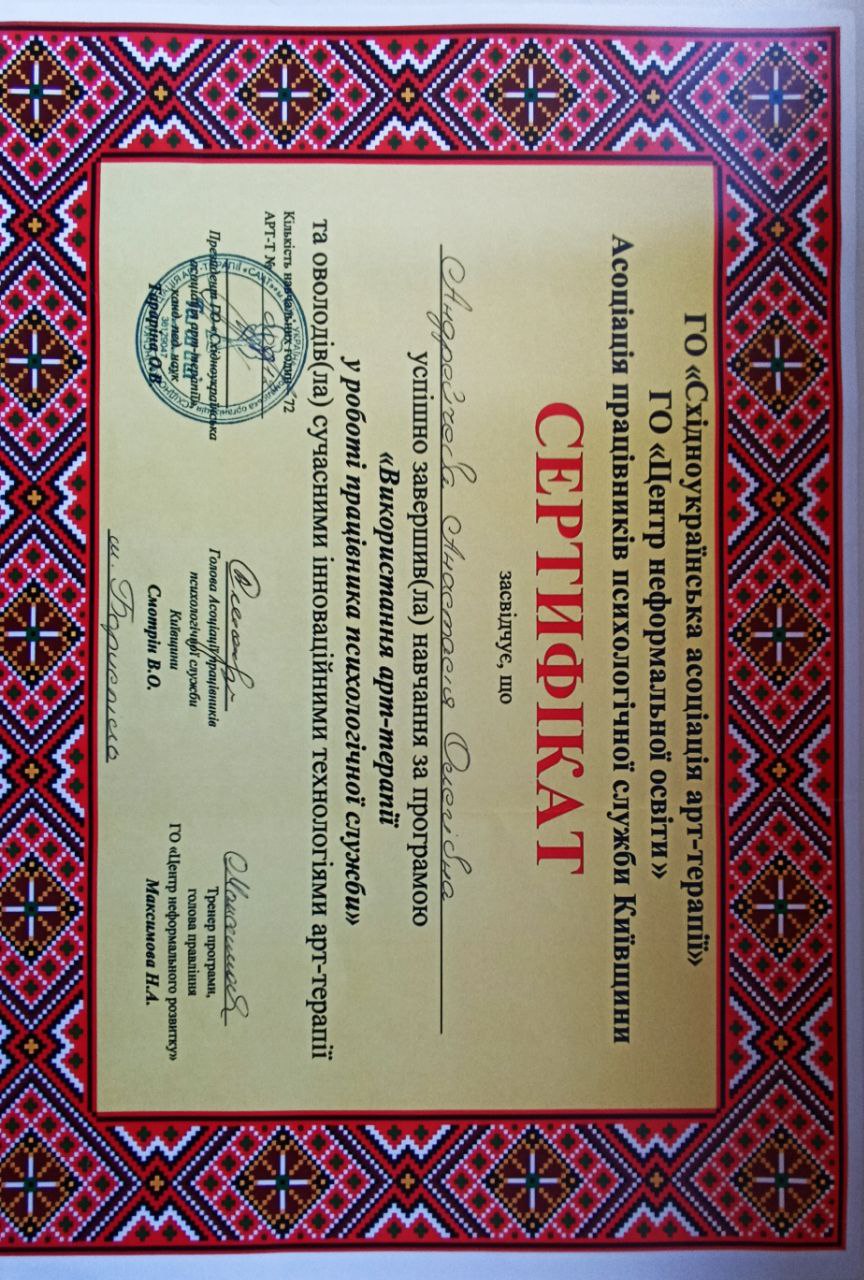 ГО «Східноукраїнська асоціація арт-терапії»
ГО «Центр неформальної освіти»
Асоціація працівників психологічної служби Київщини
СЕРТИФІКАТ
засвідчує, що
Анастасія Олегівна
успішно завершив(ла) навчання за програмою
«Використання арт-терапії
у роботі працівника психологічної служби»
та оволодів(ла) сучасними інноваційними технологіями арт-терапії
Кількість навчальних годин 72
АРТ-Т №
Президент ГО «Східноукраїнська
асоціація арт-терапії»,
канд. пед. наук
Тараріна О.В.
Голова Асоціації працівників
психологічної служби
Київщини
Смотрін В.О.
Тренер програми,
голова правління
ГО «Центр неформального розвитку»
Максимова Н.А.
м. Бориспіль